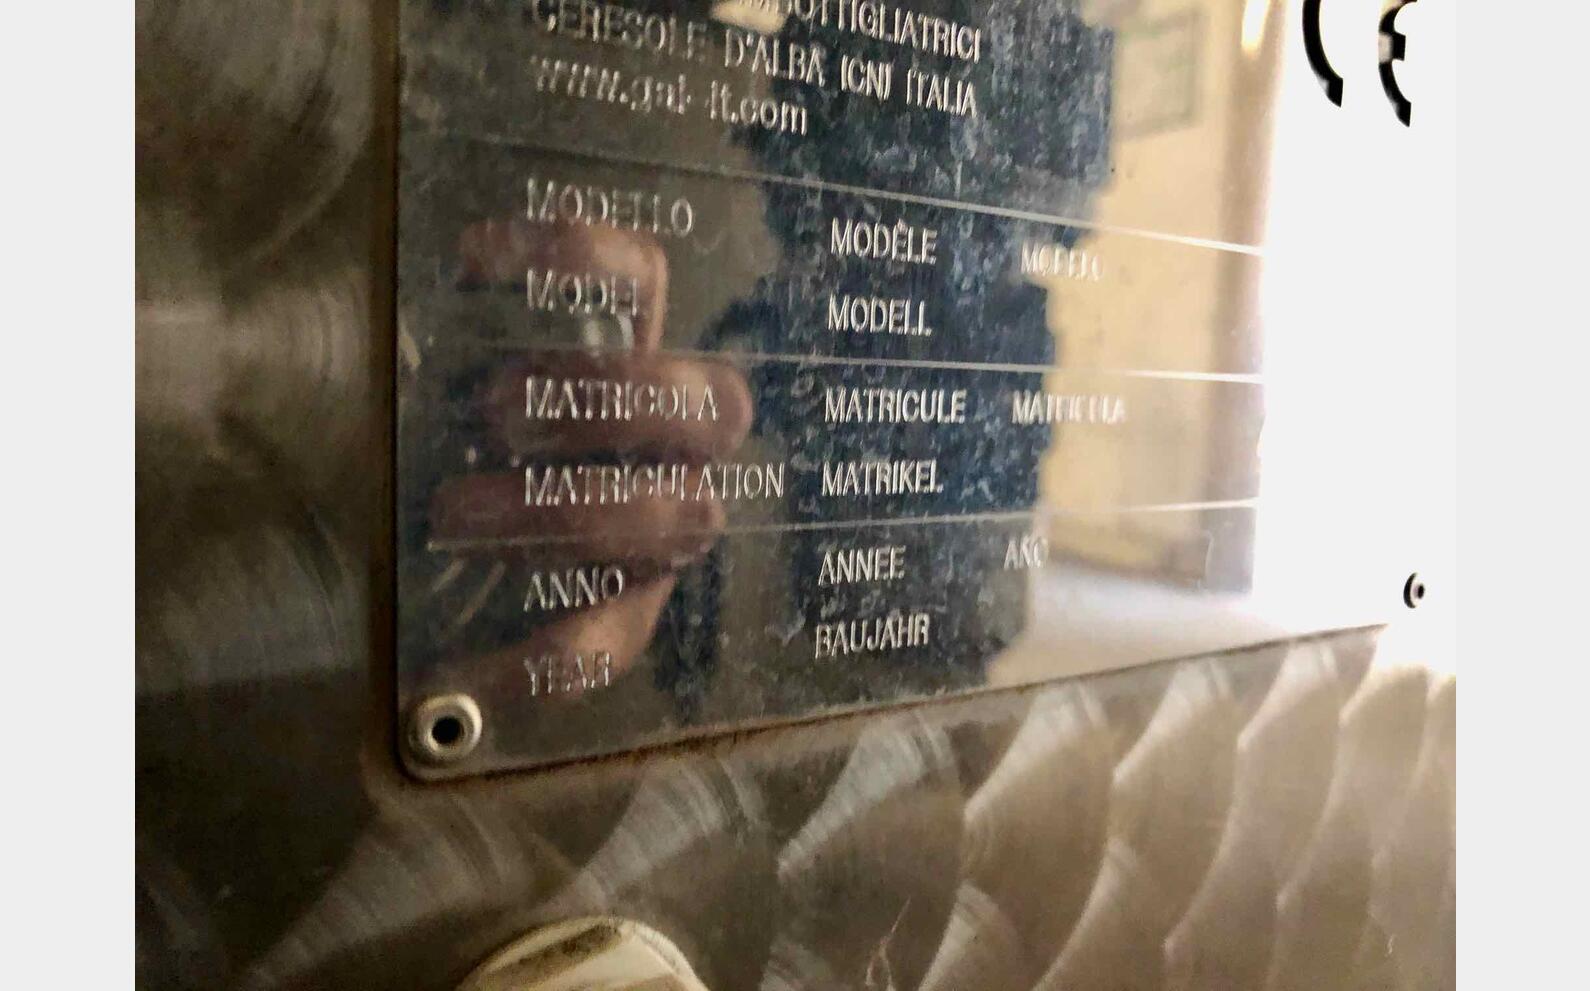 IMBOTTIGLIATRICI
CERESOLE D'ALBA (CN) ITALIA
www.gai-it.com
MODELLO MODÈLE MODELO
MODEL MODELL
MATRICOLA MATRICULE MATRICULA
MATRICULATION MATRIKEL
ANNO ANNEE AÑO
YEAR BAUJAHR
CE